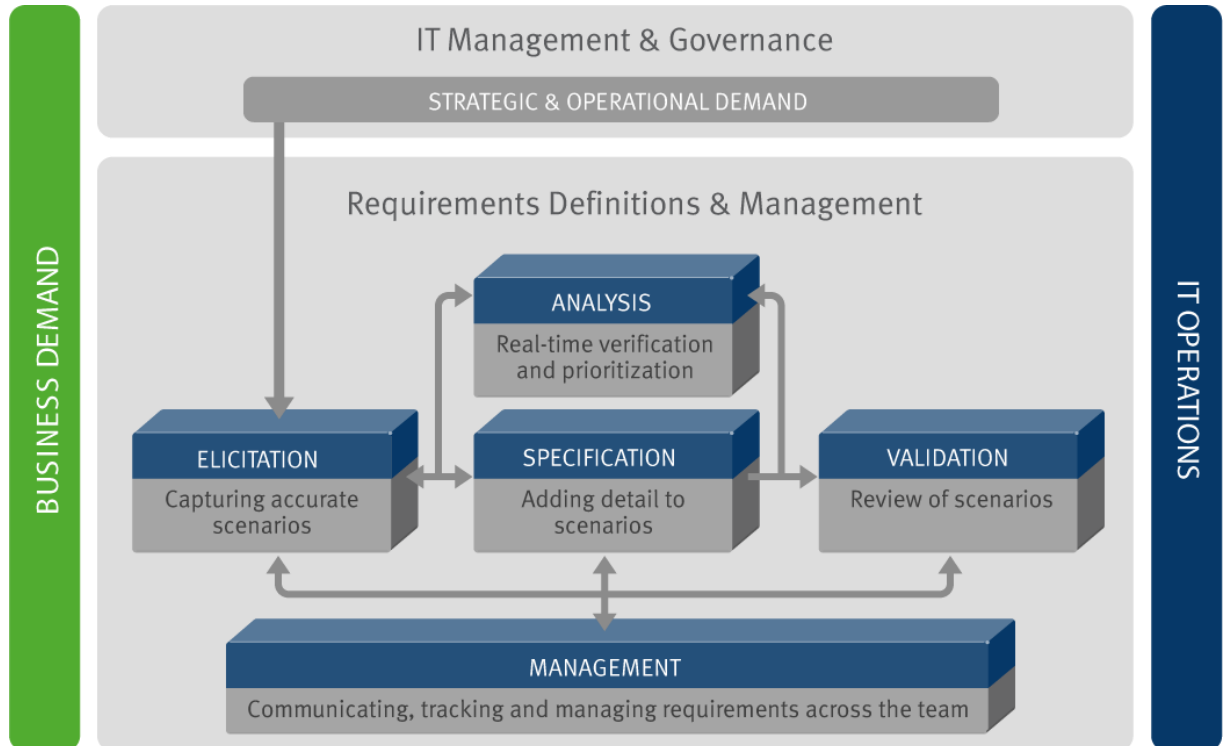 BUSINESS DEMAND
IT Management & Governance
STRATEGIC & OPERATIONAL DEMAND
Requirements Definitions & Management
ANALYSIS
Real-time verification
and prioritization
ELICITATION
Capturing accurate
scenarios
SPECIFICATION
Adding detail to
scenarios
VALIDATION
Review of scenarios
MANAGEMENT
Communicating, tracking and managing requirements across the team
IT OPERATIONS